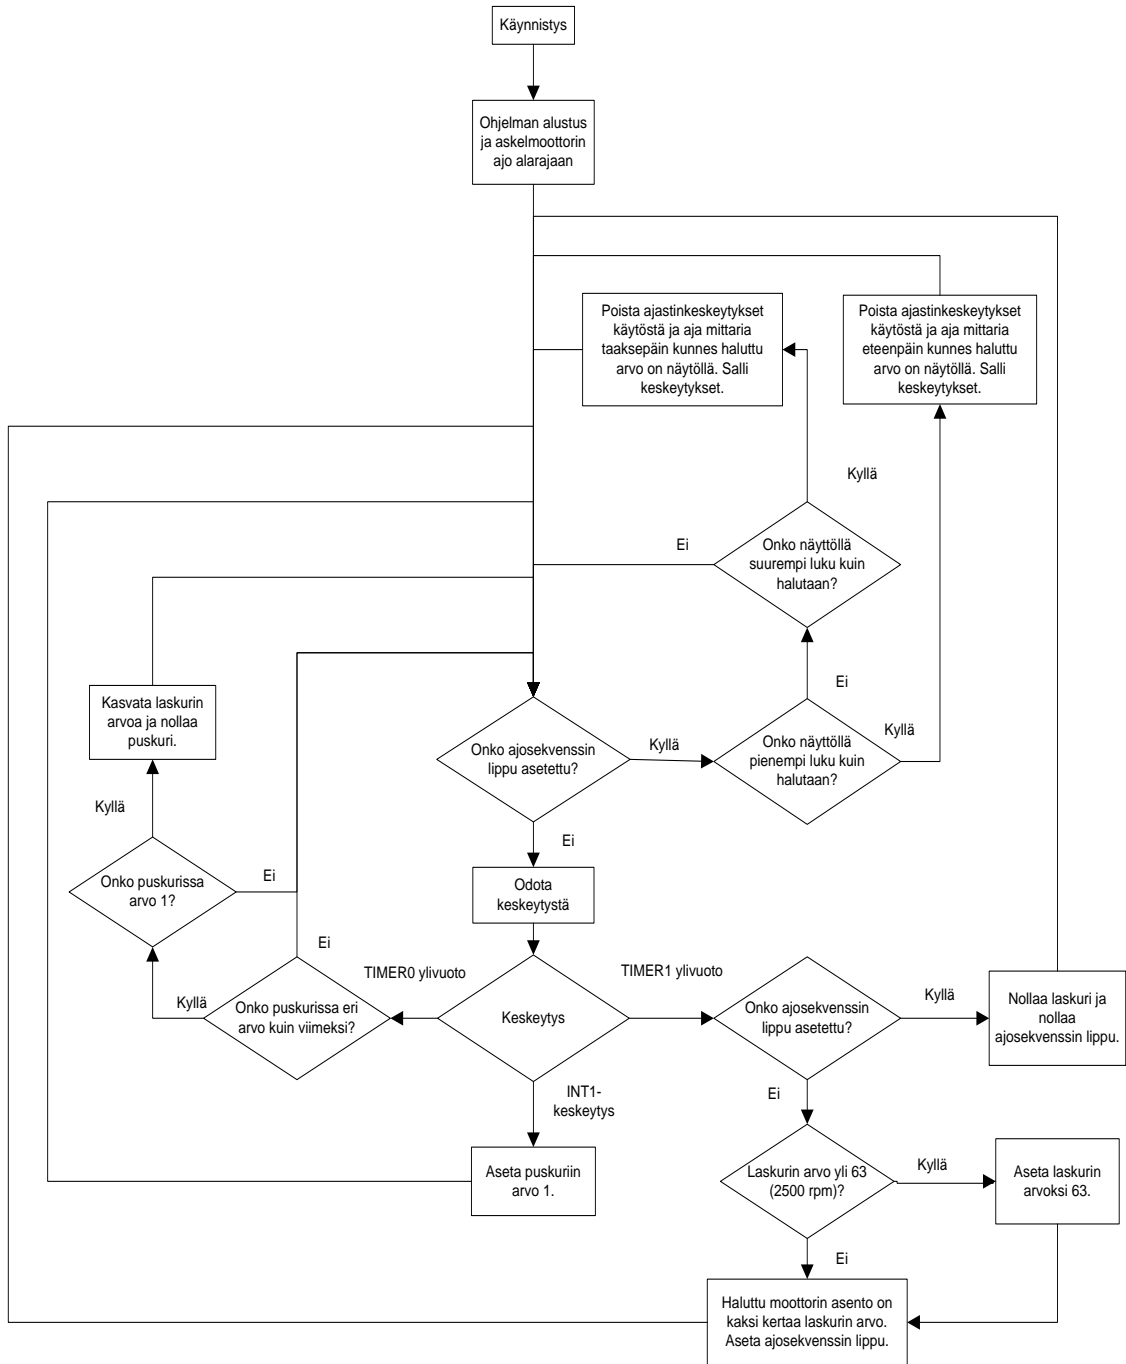 Käynnistys
Ohjelman alustus
ja askelmoottorin
ajo alarajaan
Poista ajastinkeskeytykset
käytöstä ja aja mittaria
taaksepäin kunnes haluttu
arvo on näytöllä. Salli
keskeytykset.
Poista ajastinkeskeytykset
käytöstä ja aja mittaria
eteenpäin kunnes haluttu
arvo on näytöllä. Salli
keskeytykset.
Kyllä
Ei
Onko näyttöllä
suurempi luku kuin
halutaan?
Ei
Kasvata laskurin
arvoa ja nollaa
puskuri.
Onko ajosekvenssin
lippu asetettu?
Kyllä
Onko näyttöllä
pienempi luku kuin
halutaan?
Kyllä
Kyllä
Ei
Onko puskurissa
arvo 1?
Ei
Odota
keskeytystä
Ei
TIMER0 ylivuoto
TIMER1 ylivuoto
Kyllä
Onko puskurissa eri
arvo kuin viimeksi?
Keskeytys
Onko ajosekvenssin
lippu asetettu?
Kyllä
Nollaa laskuri ja
nollaa
ajosekvenssin lippu.
INT1-
keskeytys
Ei
Aseta puskuriin
arvo 1.
Laskurin arvo yli 63
(2500 rpm)?
Kyllä
Aseta laskurin
arvoksi 63.
Ei
Haluttu moottorin asento on
kaksi kertaa laskurin arvo.
Aseta ajosekvenssin lippu.